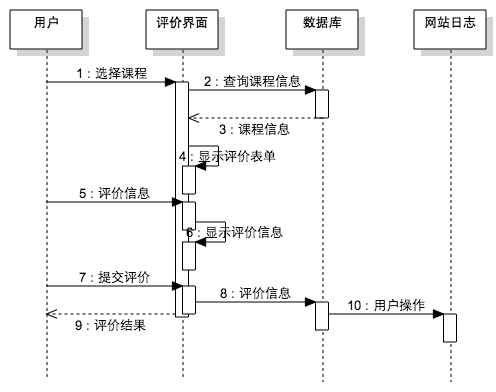 用户
评价界面
数据库
网站日志
1 : 选择课程
2 : 查询课程信息
3 : 课程信息
4 : 显示评价表单
5 : 评价信息
6 : 显示评价信息
7 : 提交评价
8 : 评价信息
10 : 用户操作
9 : 评价结果